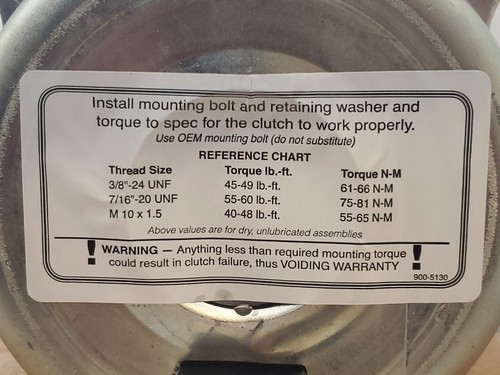 Install mounting bolt and retaining washer and
torque to spec for the clutch to work properly.
Use OEM mounting bolt (do not substitute)
REFERENCE CHART
Thread Size Torque lb.-ft. Torque N-M
3/8"-24 UNF 45-49 lb.-ft. 61-66 N-M
7/16"-20 UNF 55-60 lb.-ft. 75-81 N-M
M 10 x 1.5 40-48 lb.-ft. 55-65 N-M
Above values are for dry, unlubricated assemblies
! WARNING — Anything less than required mounting torque !
could result in clutch failure, thus VOIDING WARRANTY
900-5130